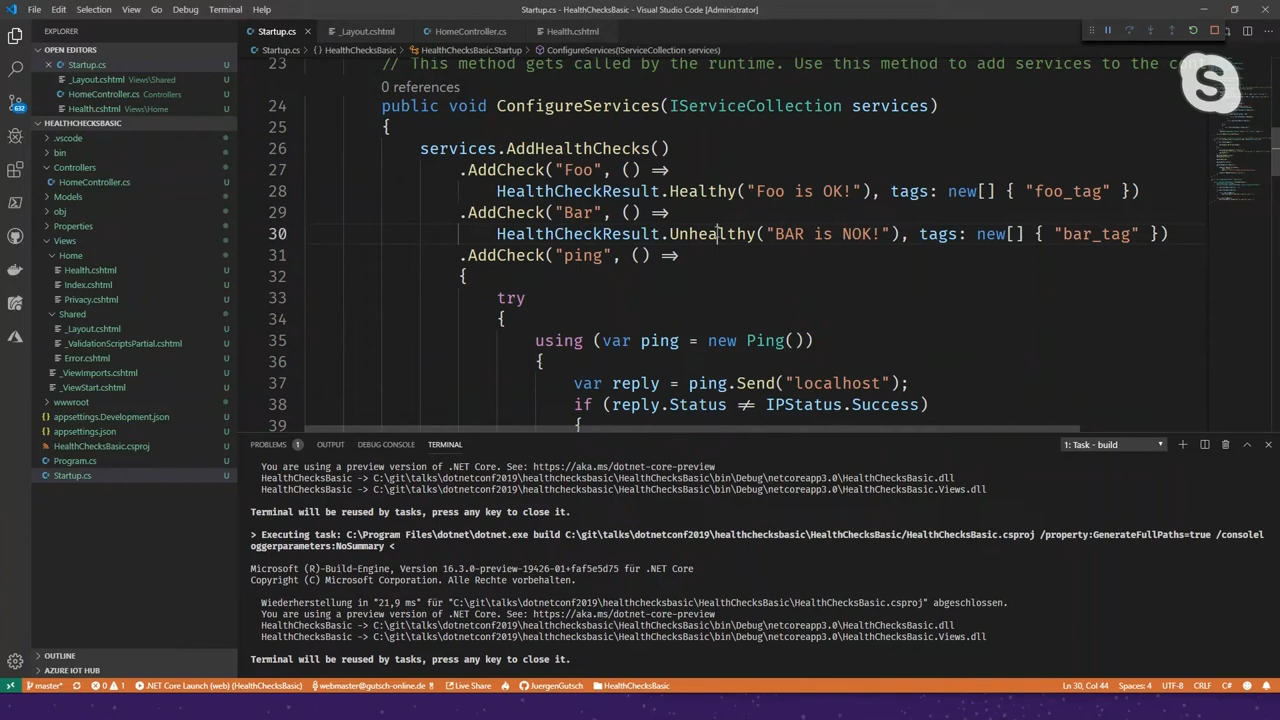 File Edit Selection View Go Debug Terminal Help
Startup.cs - HealthChecksBasic - Visual Studio Code [Administrator]
EXPLORER
Startup.cs
_Layout.cshtml
HomeController.cs
Health.cshtml
OPEN EDITORS
Startup.cs U
_Layout.cshtml Views\Shared U
HomeController.cs Controllers U
Health.cshtml Views\Home U
HEALTHCHECKSBASIC
.vscode
bin
Controllers
HomeController.cs U
Models
obj
Properties
Views
Home
Health.cshtml U
Index.cshtml U
Privacy.cshtml U
Shared
_Layout.cshtml U
_ValidationScriptsPartial.cshtml U
Error.cshtml U
_ViewImports.cshtml U
_ViewStart.cshtml U
wwwroot
appsettings.Development.json U
appsettings.json U
HealthChecksBasic.csproj U
Program.cs U
Startup.cs U
OUTLINE
AZURE IOT HUB
632
Startup.cs > {} HealthChecksBasic > HealthChecksBasic.Startup > ConfigureServices(IServiceCollection services)
23 // This method gets called by the runtime. Use this method to add services to the
0 references
24 public void ConfigureServices(IServiceCollection services)
25 {
26 services.AddHealthChecks()
27 .AddCheck("Foo", () =>
28 HealthCheckResult.Healthy("Foo is OK!"), tags: new[] { "foo_tag" })
29 .AddCheck("Bar", () =>
30 HealthCheckResult.Unhealthy("BAR is NOK!"), tags: new[] { "bar_tag" })
31 .AddCheck("ping", () =>
32 {
33 try
34 {
35 using (var ping = new Ping())
36 {
37 var reply = ping.Send("localhost");
38 if (reply.Status != IPStatus.Success)
39 {
S
PROBLEMS 1 OUTPUT DEBUG CONSOLE TERMINAL
1: Task - build
You are using a preview version of .NET Core. See: https://aka.ms/dotnet-core-preview
HealthChecksBasic -> C:\git\talks\dotnetconf2019\healthchecksbasic\HealthChecksBasic\bin\Debug\netcoreapp3.0\HealthChecksBasic.dll
HealthChecksBasic -> C:\git\talks\dotnetconf2019\healthchecksbasic\HealthChecksBasic\bin\Debug\netcoreapp3.0\HealthChecksBasic.Views.dll
Terminal will be reused by tasks, press any key to close it.
> Executing task: C:\Program Files\dotnet\dotnet.exe build C:\git\talks\dotnetconf2019\healthchecksbasic\HealthChecksBasic/HealthChecksBasic.csproj /property:GenerateFullPaths=true /consolel
oggerparameters:NoSummary <
Microsoft (R)-Build-Engine, Version 16.3.0-preview-19426-01+faf5e5d75 für .NET Core
Copyright (C) Microsoft Corporation. Alle Rechte vorbehalten.
Wiederherstellung in "21,9 ms" für "C:\git\talks\dotnetconf2019\healthchecksbasic\HealthChecksBasic\HealthChecksBasic.csproj" abgeschlossen.
You are using a preview version of .NET Core. See: https://aka.ms/dotnet-core-preview
HealthChecksBasic -> C:\git\talks\dotnetconf2019\healthchecksbasic\HealthChecksBasic\bin\Debug\netcoreapp3.0\HealthChecksBasic.dll
HealthChecksBasic -> C:\git\talks\dotnetconf2019\healthchecksbasic\HealthChecksBasic\bin\Debug\netcoreapp3.0\HealthChecksBasic.Views.dll
Terminal will be reused by tasks, press any key to close it.
master* 0 1 .NET Core Launch (web) (HealthChecksBasic) webmaster@gutsch-online.de Live Share JuergenGutsch HealthChecksBasic Ln 30, Col 44 Spaces: 4 UTF-8 CRLF C#